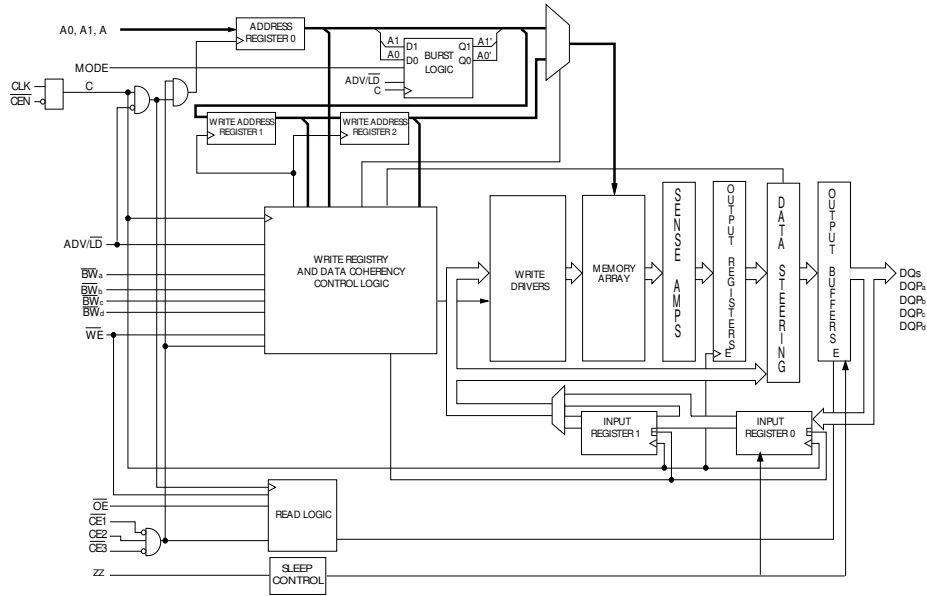 A0, A1, A
ADDRESS
REGISTER 0
A1
A0
D1
D0
BURST
LOGIC
Q1
Q0
A1'
A0'
MODE
ADV/LD
C
CLK
CEN
C
WRITE ADDRESS
REGISTER 1
WRITE ADDRESS
REGISTER 2
ADV/LD
BWa
BWb
BWc
BWd
WE
WRITE REGISTRY
AND DATA COHERENCY
CONTROL LOGIC
WRITE
DRIVERS
MEMORY
ARRAY
SENSE AMPS
OUTPUT REGISTERS
E
DATA STEERING
OUTPUT BUFFERS
E
DQs
DQPa
DQPb
DQPc
DQPd
INPUT
REGISTER 1
E
INPUT
REGISTER 0
E
OE
CE1
CE2
CE3
READ LOGIC
ZZ
SLEEP
CONTROL